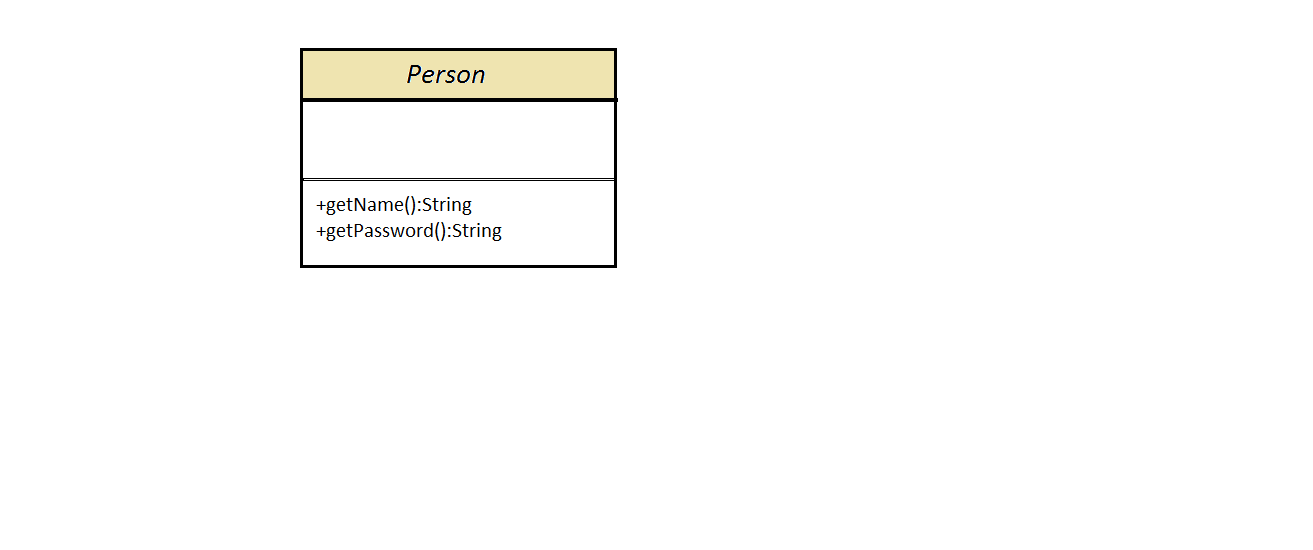 Person
+getName():String
+getPassword():String